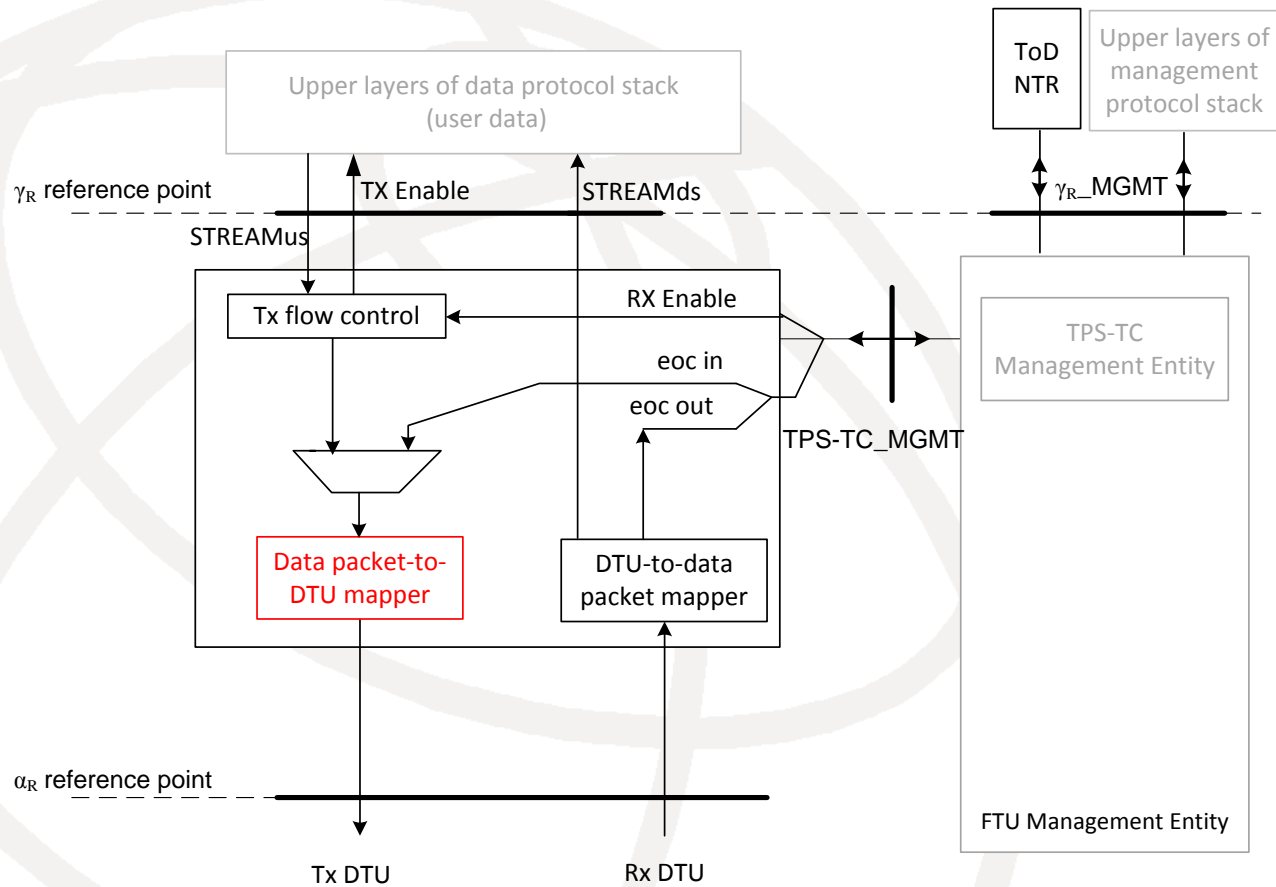 ToD
NTR
Upper layers of
management
protocol stack
Upper layers of data protocol stack
(user data)
γR reference point
TX Enable
STREAMds
γR_MGMT
STREAMus
Tx flow control
RX Enable
TPS-TC
Management Entity
eoc in
eoc out
TPS-TC_MGMT
Data packet-to-
DTU mapper
DTU-to-data
packet mapper
αR reference point
FTU Management Entity
Tx DTU
Rx DTU